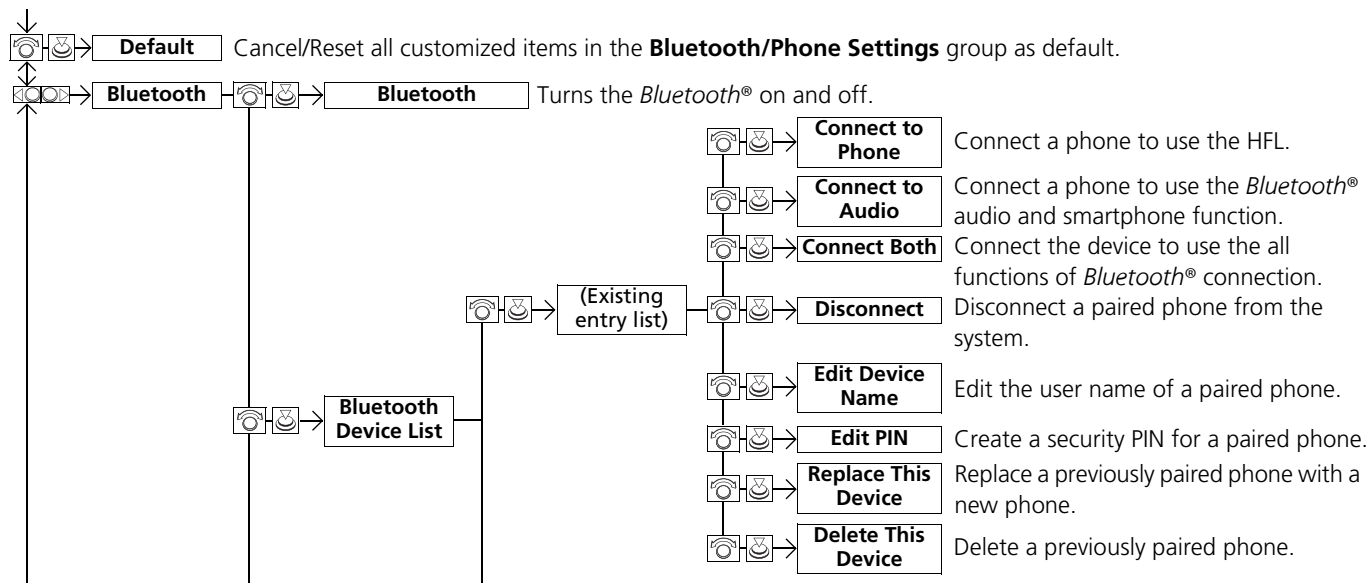 Default
Cancel/Reset all customized items in the Bluetooth/Phone Settings group as default.
Bluetooth
Bluetooth
Turns the Bluetooth® on and off.
Connect to
Phone
Connect a phone to use the HFL.
Connect to
Audio
Connect a phone to use the Bluetooth®
audio and smartphone function.
Connect Both
Connect the device to use the all
functions of Bluetooth® connection.
(Existing
entry list)
Disconnect
Disconnect a paired phone from the
system.
Edit Device
Name
Edit the user name of a paired phone.
Bluetooth
Device List
Edit PIN
Create a security PIN for a paired phone.
Replace This
Device
Replace a previously paired phone with a
new phone.
Delete This
Device
Delete a previously paired phone.